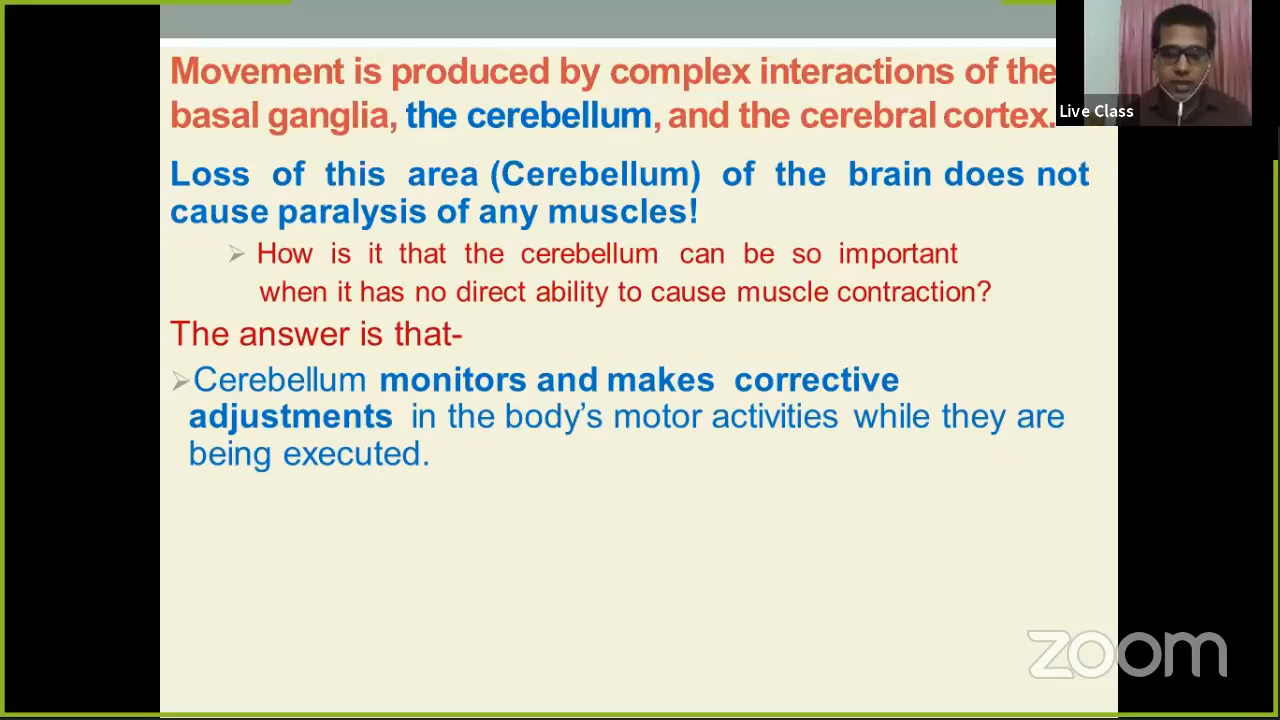 Movement is produced by complex interactions of the
basal ganglia, the cerebellum, and the cerebral cortex.
Live Class
Loss of this area (Cerebellum) of the brain does not
cause paralysis of any muscles!
How is it that the cerebellum can be so important
when it has no direct ability to cause muscle contraction?
The answer is that-
Cerebellum monitors and makes corrective
adjustments in the body's motor activities while they are
being executed.
zoom